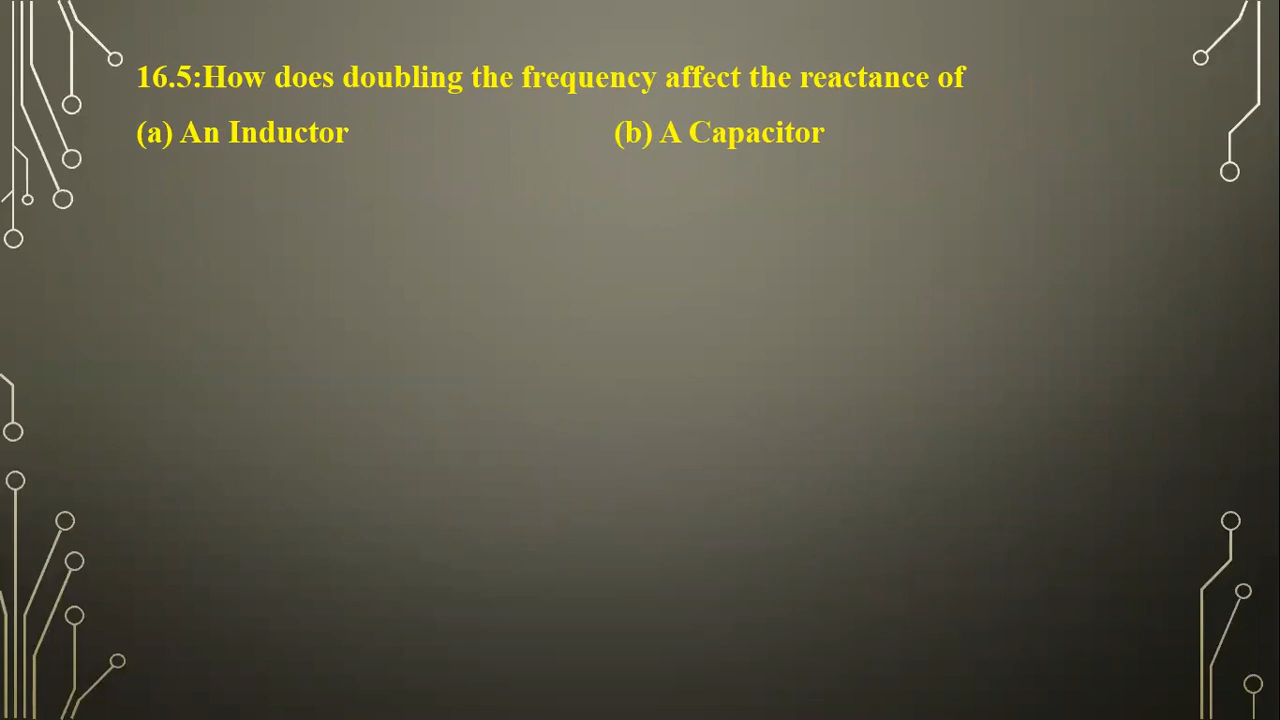 16.5:How does doubling the frequency affect the reactance of
(a) An Inductor (b) A Capacitor